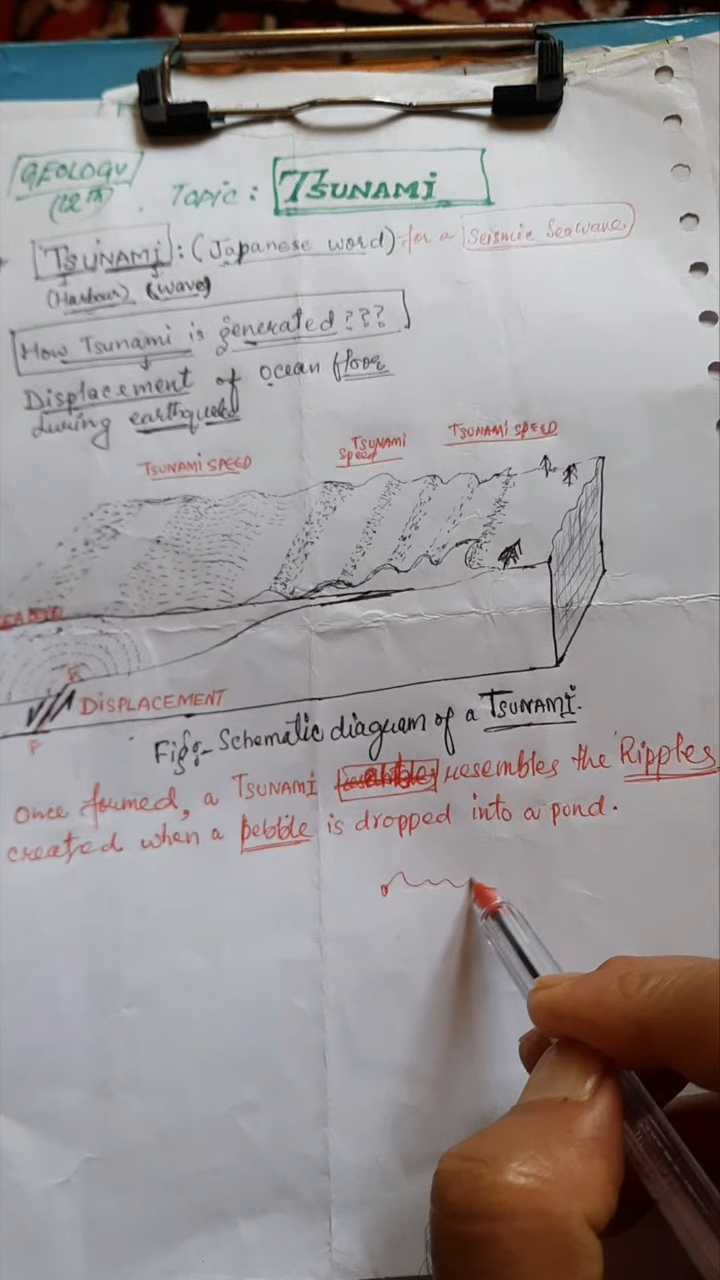 GEOLOGY
(12th). Topic: TSUNAMI
TSUNAMI: (Japanese word) for a Seismic Seawave
(Harbour) (wave)
How Tsunami is generated???
Displacement of ocean floor
during earthquake
TSUNAMI SPEED
TSUNAMI
Speed
TSUNAMI SPEED
DISPLACEMENT
F
Fig:- Schematic diagram of a TSUNAMI.
Once formed, a TSUNAMI resembles the Ripples
created when a pebble is dropped into a pond.